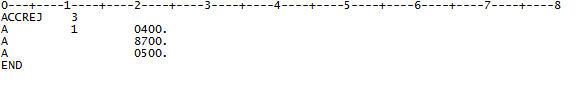 0---+----1----+----2----+----3----+----4----+----5----+----6----+----7----+----8
ACCREJ    3
A         1        0400.
A                  8700.
A                  0500.
END